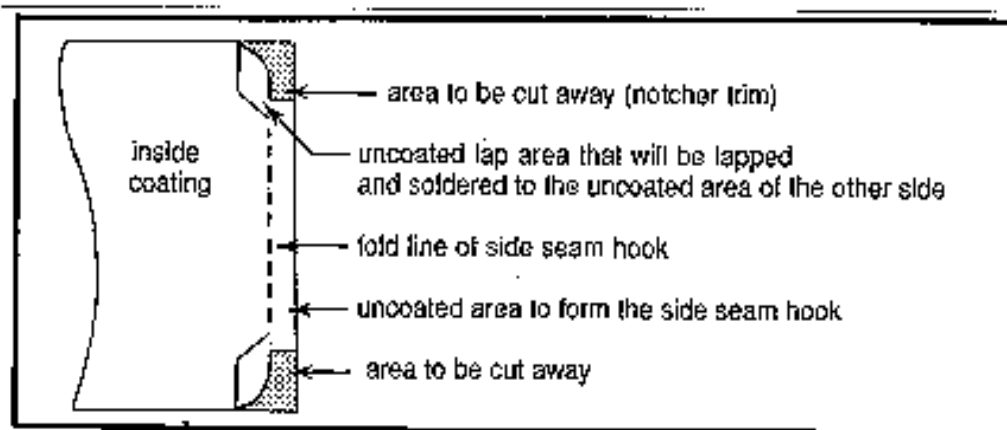 area to be cut away (notcher trim)
inside
coating
uncoated lap area that will be lapped
and soldered to the uncoated area of the other side
fold line of side seam hook
uncoated area to form the side seam hook
area to be cut away